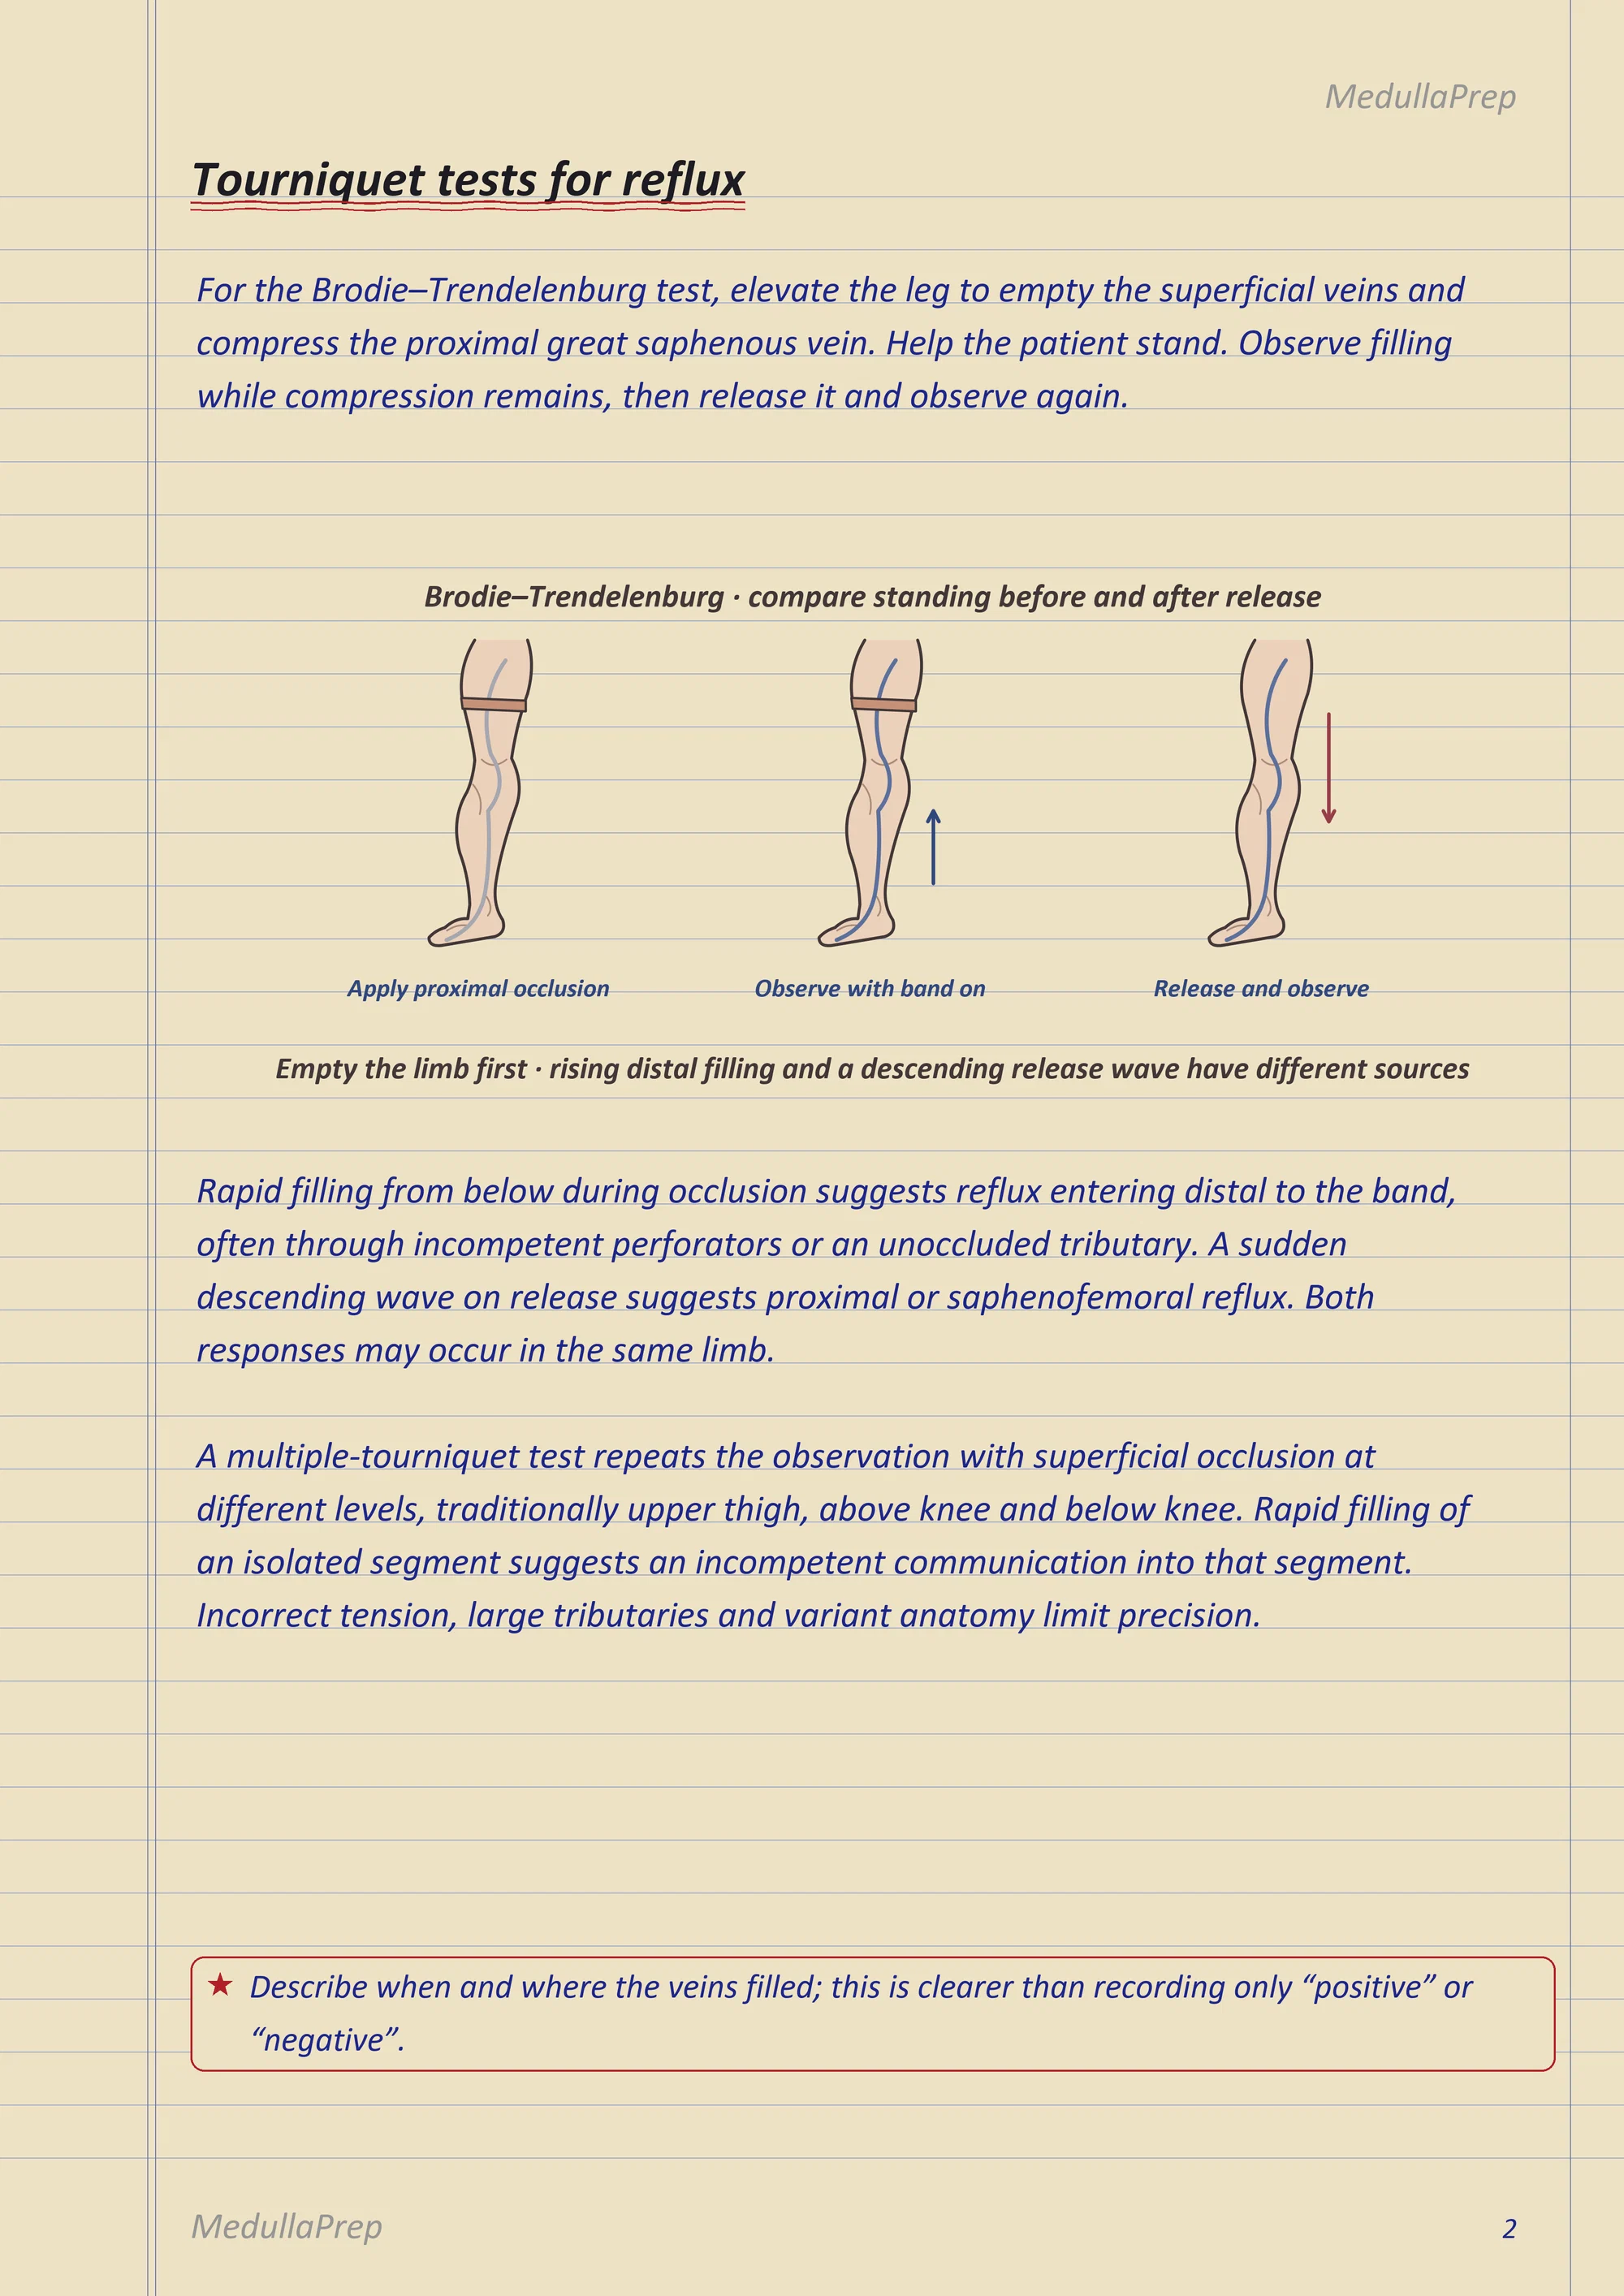 MedullaPrep
Tourniquet tests for reflux
For the Brodie–Trendelenburg test, elevate the leg to empty the superficial veins and
compress the proximal great saphenous vein. Help the patient stand. Observe filling
while compression remains, then release it and observe again.
Brodie–Trendelenburg · compare standing before and after release
Apply proximal occlusion
Observe with band on
Release and observe
Empty the limb first · rising distal filling and a descending release wave have different sources
Rapid filling from below during occlusion suggests reflux entering distal to the band,
often through incompetent perforators or an unoccluded tributary. A sudden
descending wave on release suggests proximal or saphenofemoral reflux. Both
responses may occur in the same limb.
A multiple-tourniquet test repeats the observation with superficial occlusion at
different levels, traditionally upper thigh, above knee and below knee. Rapid filling of
an isolated segment suggests an incompetent communication into that segment.
Incorrect tension, large tributaries and variant anatomy limit precision.
★ Describe when and where the veins filled; this is clearer than recording only “positive” or
“negative”.
MedullaPrep
2